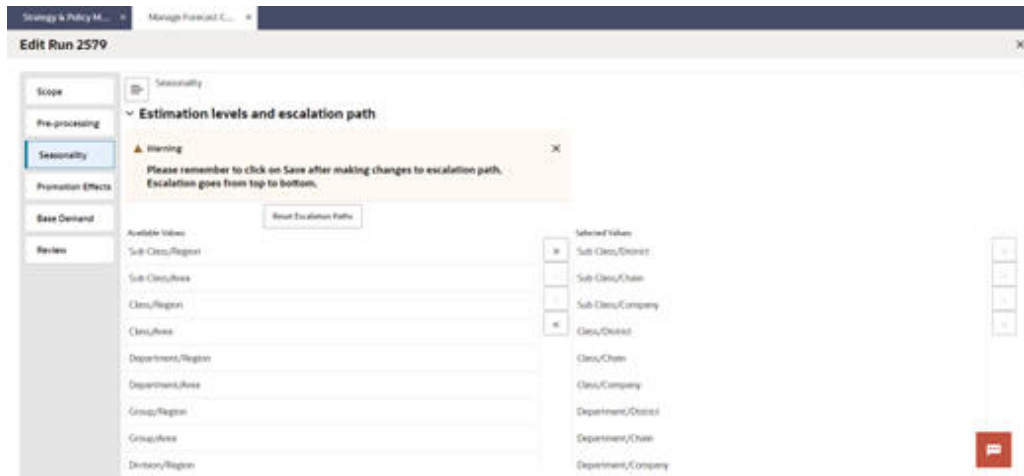 Strategy & Policy M... ×
Manage Forecast C... ×
Edit Run 2579 ×
Scope
Pre-processing
Seasonality
Promotion Effects
Base Demand
Review
Seasonality
Estimation levels and escalation path
Warning ×
Please remember to click on Save after making changes to escalation path.
Escalation goes from top to bottom.
Reset Escalation Paths
Available Values
Sub Class/Region
Sub Class/Area
Class/Region
Class/Area
Department/Region
Department/Area
Group/Region
Group/Area
Division/Region
Selected Values
Sub Class/District
Sub Class/Chain
Sub Class/Company
Class/District
Class/Chain
Class/Company
Department/District
Department/Chain
Department/Company